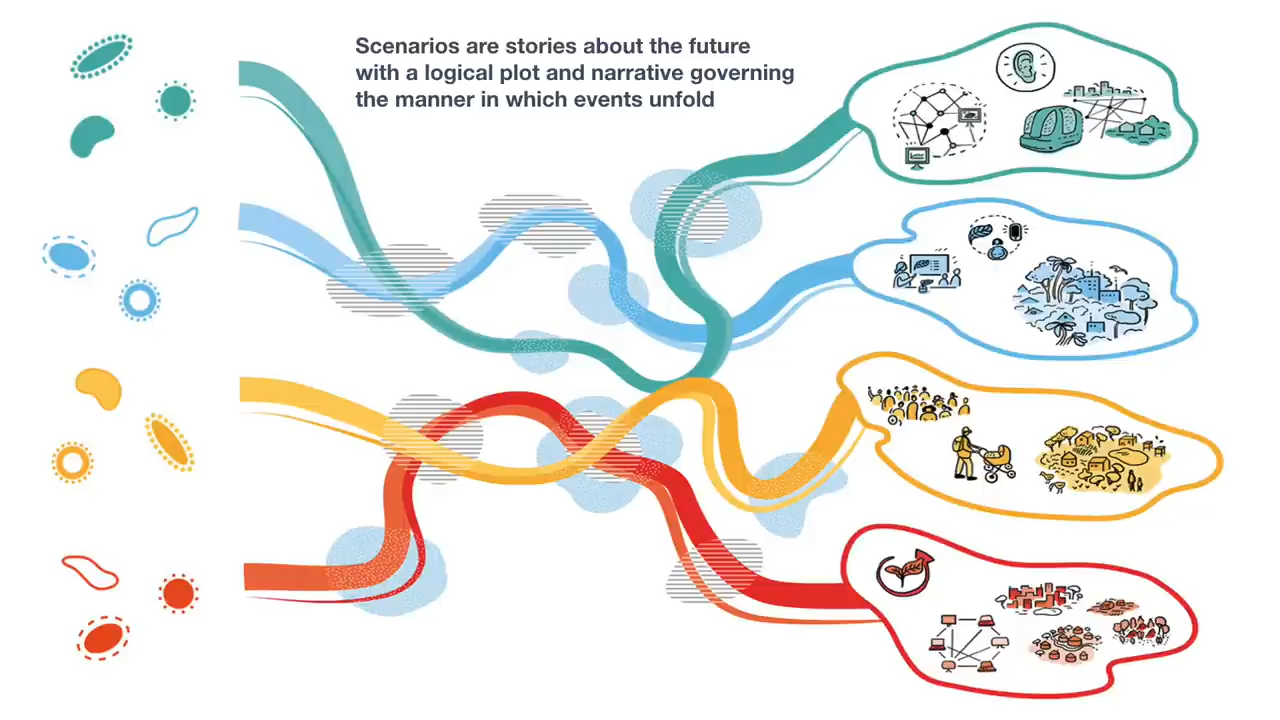 Scenarios are stories about the future
with a logical plot and narrative governing
the manner in which events unfold